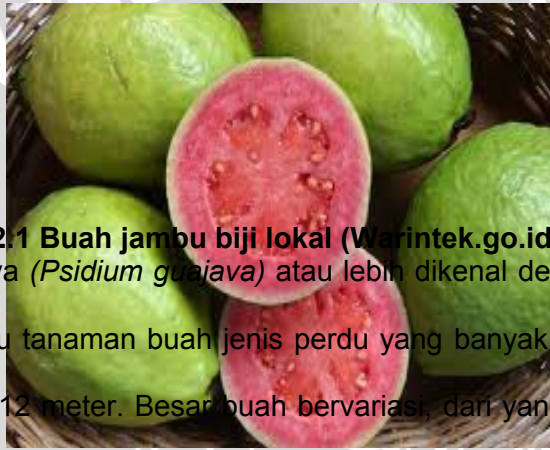 2.1 Buah jambu biji lokal (Warintek.go.id
a (Psidium guajava) atau lebih dikenal de
u tanaman buah jenis perdu yang banyak
12 meter. Besar buah bervariasi, dari yan